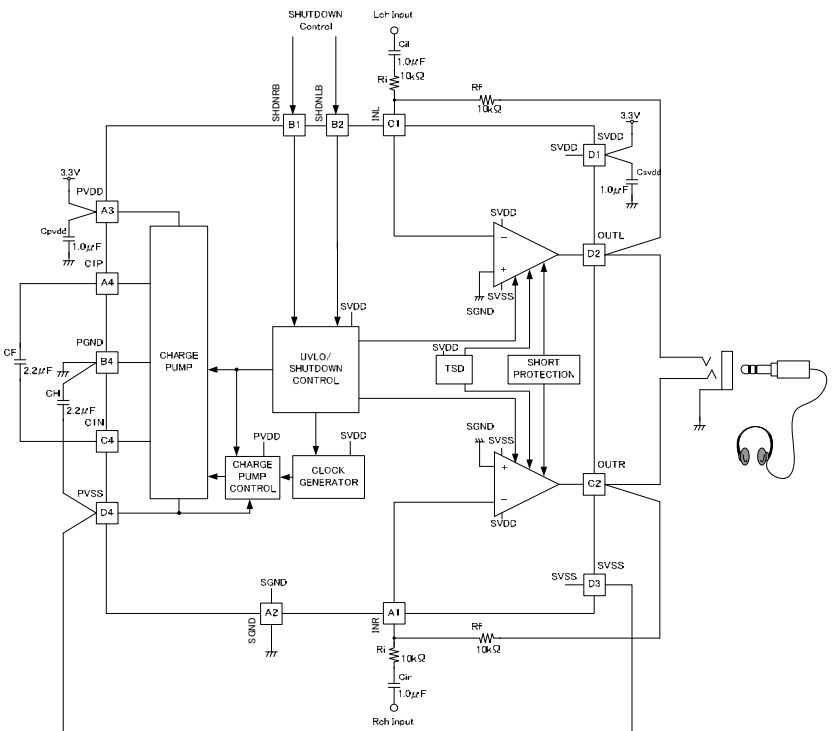 SHUTDOWN
Control
Lch Input
Cil
1.0μF
Ri
10kΩ
Rf
10kΩ
SHDNRB
SHDNLB
INL
B1
B2
C1
3.3V
SVDD
SVDD
D1
Csvdd
1.0μF
3.3V
PVDD
A3
Cpvdd
1.0μF
C1P
A4
SVDD
OUTL
D2
SVSS
SGND
PGND
B4
CF
2.2μF
CH
2.2μF
C1N
C4
CHARGE
PUMP
SVDD
UVLO/
SHUTDOWN
CONTROL
SVDD
TSD
SHORT
PROTECTION
PVDD
SVDD
CHARGE
PUMP
CONTROL
CLOCK
GENERATOR
SGND
SVSS
OUTR
C2
SVDD
PVSS
D4
SVSS
SVSS
D3
SGND
A2
SGND
INR
A1
Rf
10kΩ
Ri
10kΩ
Cir
1.0μF
Rch Input
+
−
+
−